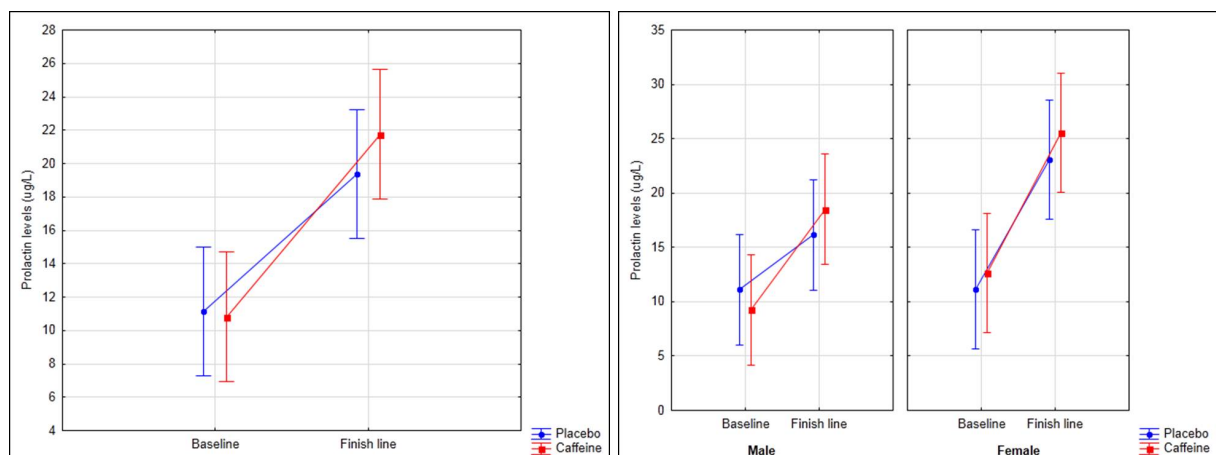 Prolactin levels (ug/L)
28
26
24
22
20
18
16
14
12
10
8
6
4
Baseline Finish line
Placebo
Caffeine
Prolactin levels (ug/L)
35
30
25
20
15
10
5
0
Baseline Finish line Baseline Finish line
Male Female
Placebo
Caffeine